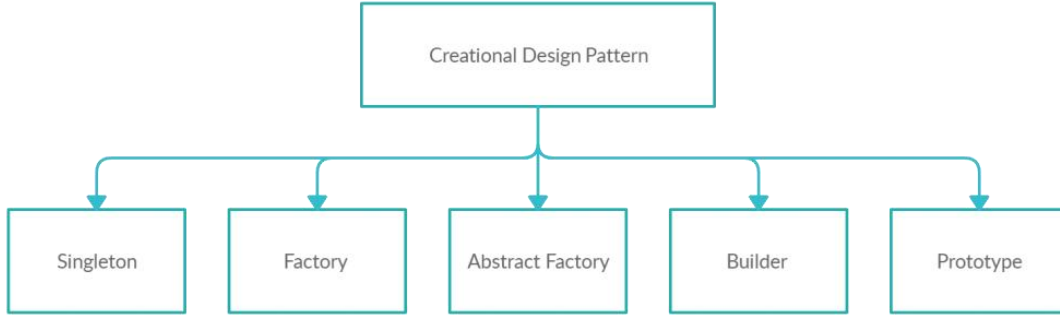 Creational Design Pattern
Singleton
Factory
Abstract Factory
Builder
Prototype